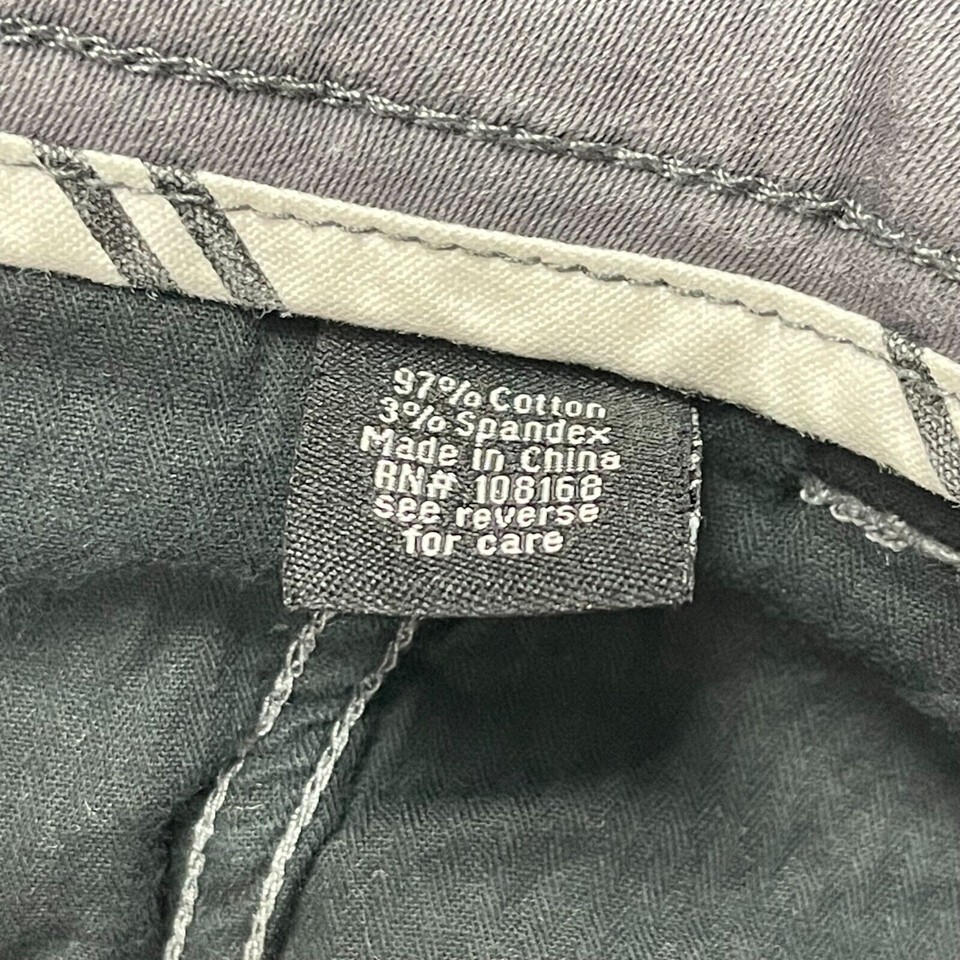 97% Cotton
3% Spandex
Made in China
RN# 108168
see reverse
for care